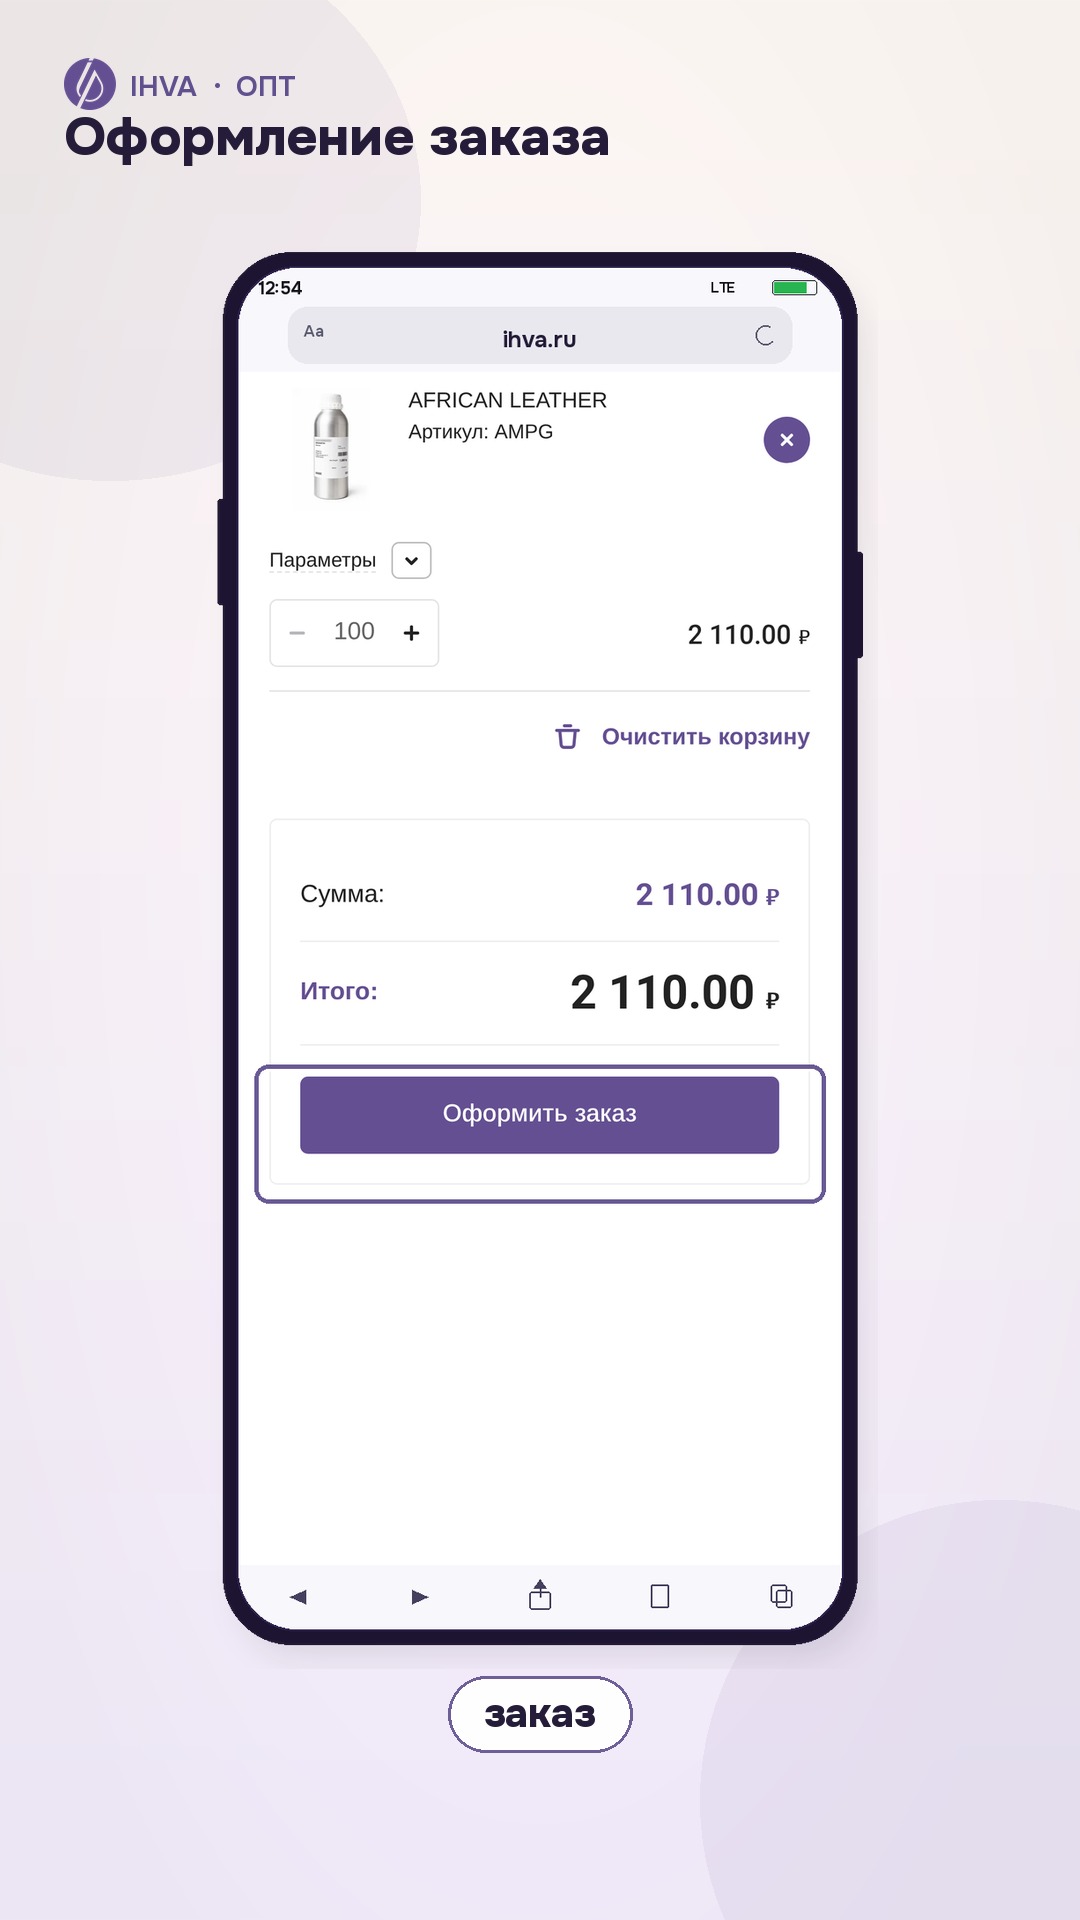 IHVA · ОПТ
Оформление заказа
12:54
LTE
Aa
ihva.ru
AFRICAN LEATHER
Артикул: AMPG
Параметры
100
2 110.00 ₽
Очистить корзину
Сумма:
2 110.00 ₽
Итого:
2 110.00 ₽
Оформить заказ
заказ